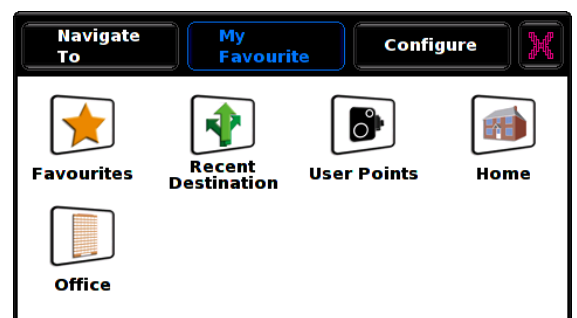 Navigate
To
My
Favourite
Configure
Favourites
Recent
Destination
User Points
Home
Office